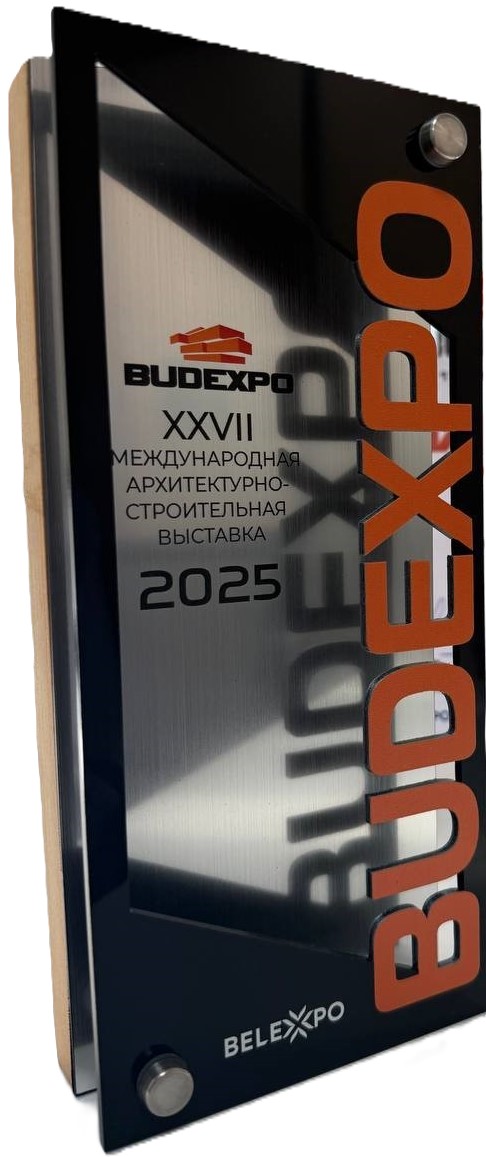 BUDEXPO
XXVII
МЕЖДУНАРОДНАЯ
АРХИТЕКТУРНО-
СТРОИТЕЛЬНАЯ
ВЫСТАВКА
2025
BUDEXPO
BELEXPO